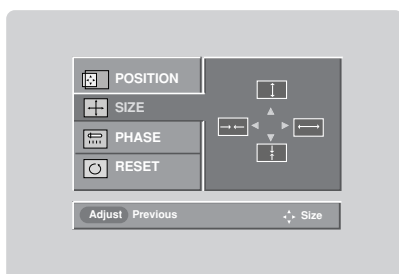 POSITION
SIZE
PHASE
RESET
Adjust Previous Size